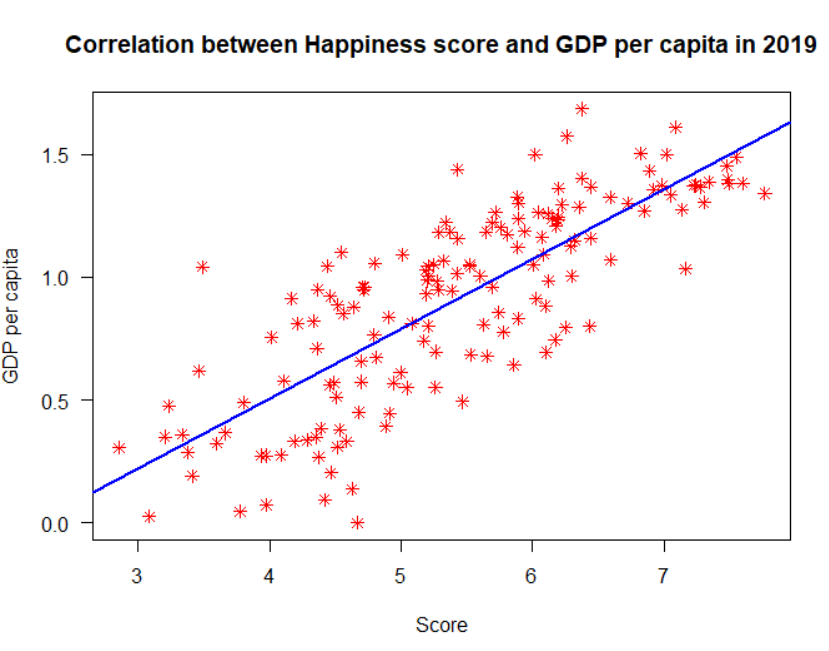 Correlation between Happiness score and GDP per capita in 2019
GDP per capita
1.5
1.0
0.5
0.0
3 4 5 6 7
Score